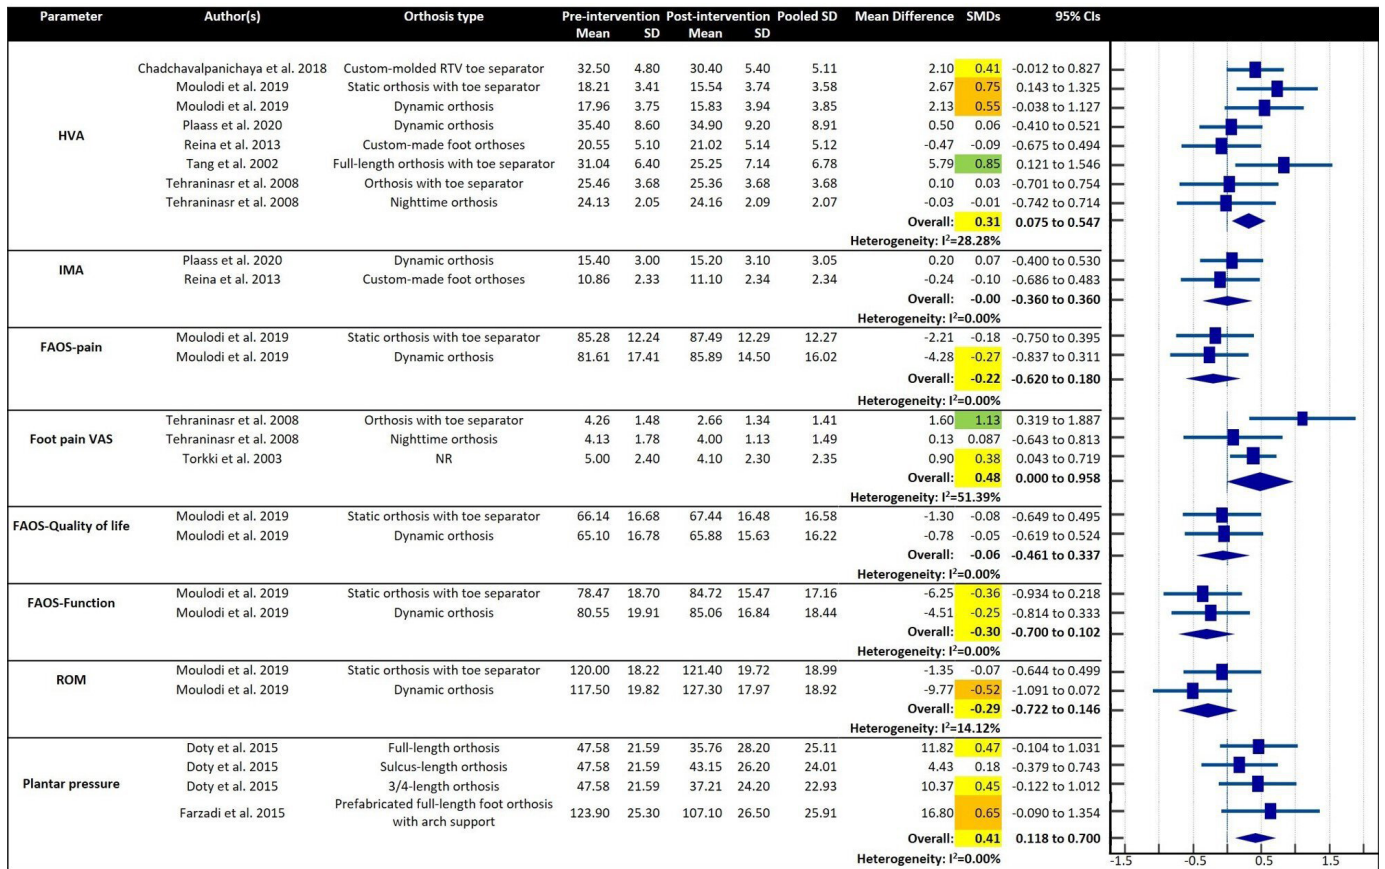 Parameter Author(s) Orthosis type Pre-intervention Post-intervention Pooled SD Mean Difference SMDs 95% CIs
Mean SD Mean SD
Chadchavalpanichaya et al. 2018 Custom-molded RTV toe separator 32.50 4.80 30.40 5.40 5.11 2.10 0.41 -0.012 to 0.827
Moulodi et al. 2019 Static orthosis with toe separator 18.21 3.41 15.54 3.74 3.58 2.67 0.75 0.143 to 1.325
Moulodi et al. 2019 Dynamic orthosis 17.96 3.75 15.83 3.94 3.85 2.13 0.55 -0.038 to 1.127
HVA Plaass et al. 2020 Dynamic orthosis 35.40 8.60 34.90 9.20 8.91 0.50 0.06 -0.410 to 0.521
Reina et al. 2013 Custom-made foot orthoses 20.55 5.10 21.02 5.14 5.12 -0.47 -0.09 -0.675 to 0.494
Tang et al. 2002 Full-length orthosis with toe separator 31.04 6.40 25.25 7.14 6.78 5.79 0.85 0.121 to 1.546
Tehraninasr et al. 2008 Orthosis with toe separator 25.46 3.68 25.36 3.68 3.68 0.10 0.03 -0.701 to 0.754
Tehraninasr et al. 2008 Nighttime orthosis 24.13 2.05 24.16 2.09 2.07 -0.03 -0.01 -0.742 to 0.714
Overall: 0.31 0.075 to 0.547
Heterogeneity: I²=28.28%
IMA Plaass et al. 2020 Dynamic orthosis 15.40 3.00 15.20 3.10 3.05 0.20 0.07 -0.400 to 0.530
Reina et al. 2013 Custom-made foot orthoses 10.86 2.33 11.10 2.34 2.34 -0.24 -0.10 -0.686 to 0.483
Overall: -0.00 -0.360 to 0.360
Heterogeneity: I²=0.00%
FAOS-pain Moulodi et al. 2019 Static orthosis with toe separator 85.28 12.24 87.49 12.29 12.27 -2.21 -0.18 -0.750 to 0.395
Moulodi et al. 2019 Dynamic orthosis 81.61 17.41 85.89 14.50 16.02 -4.28 -0.27 -0.837 to 0.311
Overall: -0.22 -0.620 to 0.180
Heterogeneity: I²=0.00%
Tehraninasr et al. 2008 Orthosis with toe separator 4.26 1.48 2.66 1.34 1.41 1.60 1.13 0.319 to 1.887
Foot pain VAS Tehraninasr et al. 2008 Nighttime orthosis 4.13 1.78 4.00 1.13 1.49 0.13 0.087 -0.643 to 0.813
Torkki et al. 2003 NR 5.00 2.40 4.10 2.30 2.35 0.90 0.38 0.043 to 0.719
Overall: 0.48 0.000 to 0.958
Heterogeneity: I²=51.39%
FAOS-Quality of life Moulodi et al. 2019 Static orthosis with toe separator 66.14 16.68 67.44 16.48 16.58 -1.30 -0.08 -0.649 to 0.495
Moulodi et al. 2019 Dynamic orthosis 65.10 16.78 65.88 15.63 16.22 -0.78 -0.05 -0.619 to 0.524
Overall: -0.06 -0.461 to 0.337
Heterogeneity: I²=0.00%
FAOS-Function Moulodi et al. 2019 Static orthosis with toe separator 78.47 18.70 84.72 15.47 17.16 -6.25 -0.36 -0.934 to 0.218
Moulodi et al. 2019 Dynamic orthosis 80.55 19.91 85.06 16.84 18.44 -4.51 -0.25 -0.814 to 0.333
Overall: -0.30 -0.700 to 0.102
Heterogeneity: I²=0.00%
ROM Moulodi et al. 2019 Static orthosis with toe separator 120.00 18.22 121.40 19.72 18.99 -1.35 -0.07 -0.644 to 0.499
Moulodi et al. 2019 Dynamic orthosis 117.50 19.82 127.30 17.97 18.92 -9.77 -0.52 -1.091 to 0.072
Overall: -0.29 -0.722 to 0.146
Heterogeneity: I²=14.12%
Doty et al. 2015 Full-length orthosis 47.58 21.59 35.76 28.20 25.11 11.82 0.47 -0.104 to 1.031
Doty et al. 2015 Sulcus-length orthosis 47.58 21.59 43.15 26.20 24.01 4.43 0.18 -0.379 to 0.743
Plantar pressure Doty et al. 2015 3/4-length orthosis 47.58 21.59 37.21 24.20 22.93 10.37 0.45 -0.122 to 1.012
Farzadi et al. 2015 Prefabricated full-length foot orthosis with arch support 123.90 25.30 107.10 26.50 25.91 16.80 0.65 -0.090 to 1.354
Overall: 0.41 0.118 to 0.700
Heterogeneity: I²=0.00%
-1.5 -0.5 0.5 1.5